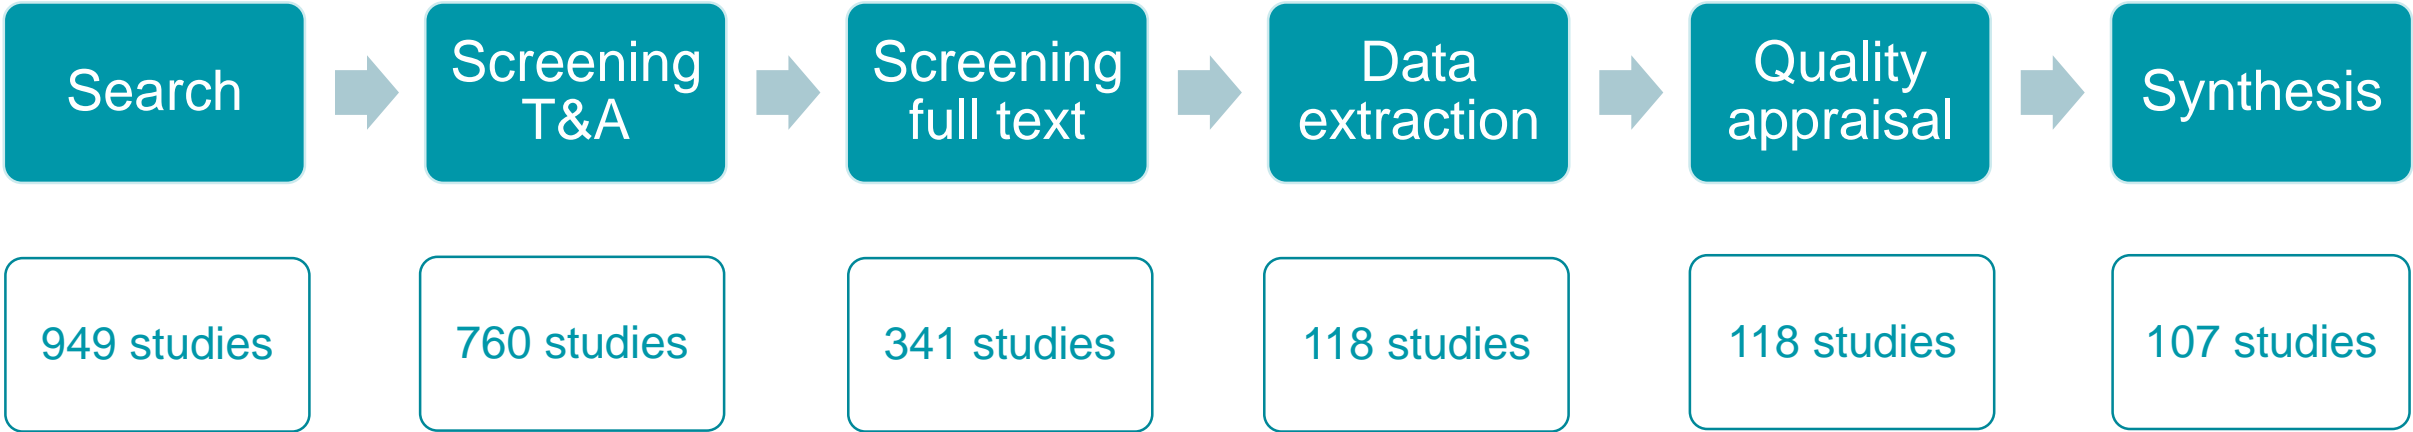 Search
Screening
T&A
Screening
full text
Data
extraction
Quality
appraisal
Synthesis
949 studies
760 studies
341 studies
118 studies
118 studies
107 studies